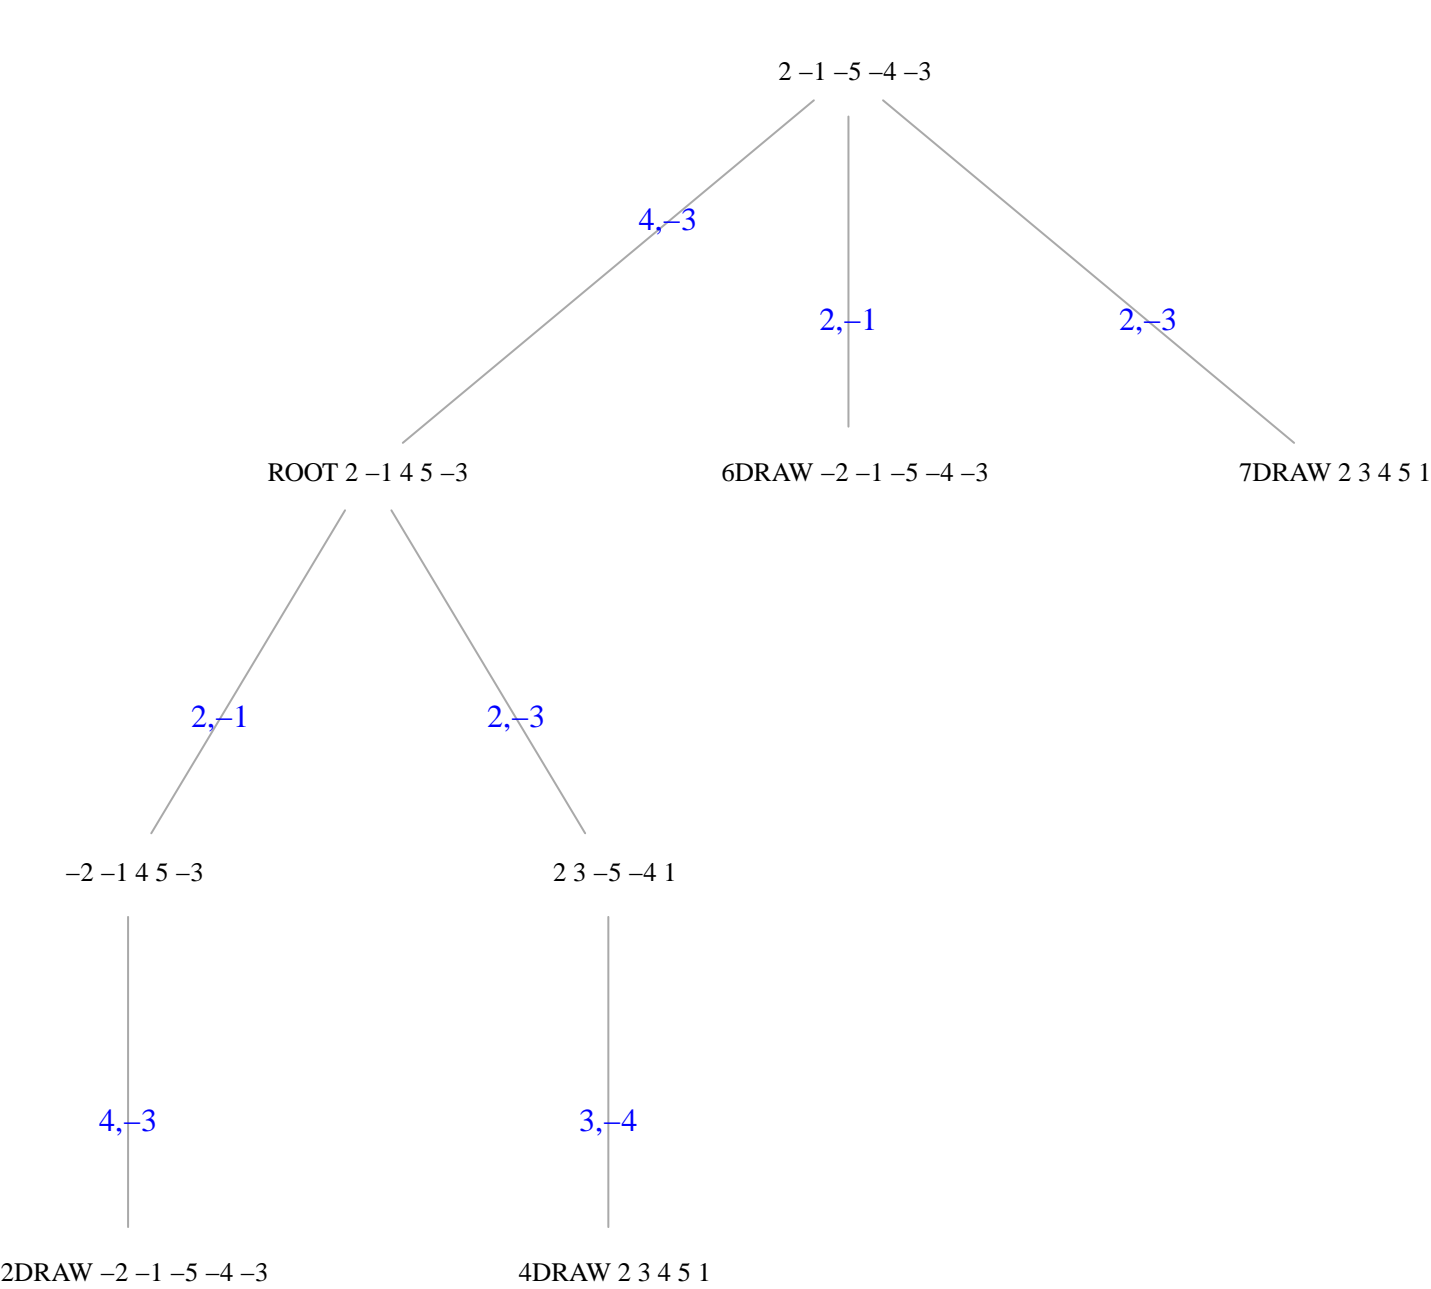 2 –1 –5 –4 –3
4,–3
2,–1
2,–3
ROOT 2 –1 4 5 –3
6DRAW –2 –1 –5 –4 –3
7DRAW 2 3 4 5 1
2,–1
2,–3
–2 –1 4 5 –3
2 3 –5 –4 1
4,–3
3,–4
2DRAW –2 –1 –5 –4 –3
4DRAW 2 3 4 5 1